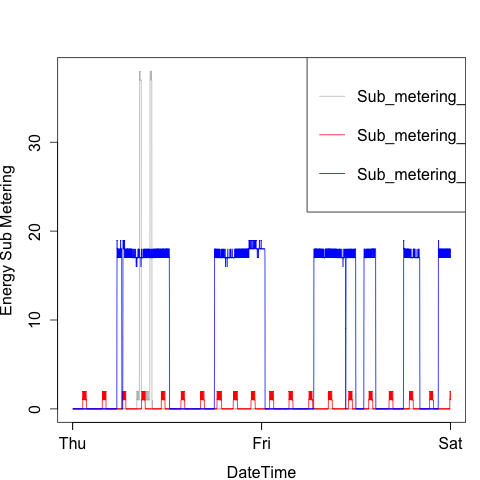 Sub_metering_
Sub_metering_
Sub_metering_
Energy Sub Metering
30
20
10
0
Thu Fri Sat
DateTime